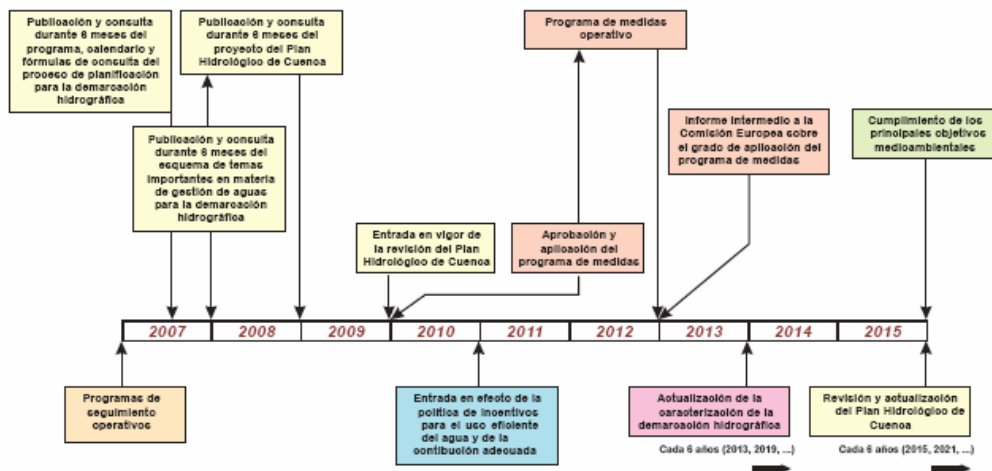 Publicación y consulta
durante 6 meses del
programa, calendario y
fórmulas de consulta del
proceso de planificación
para la demarcación
hidrográfica
Publicación y consulta
durante 6 meses del
proyecto del Plan
Hidrológico de Cuenca
Programa de medidas
operativo
Publicación y consulta
durante 6 meses del
esquema de temas
importantes en materia
de gestión de aguas
para la demarcación
hidrográfica
Informe intermedio a la
Comisión Europea sobre
el grado de aplicación del
programa de medidas
Cumplimiento de los
principales objetivos
medioambientales
Entrada en vigor de
la revisión del Plan
Hidrológico de Cuenca
Aprobación y
aplicación del
programa de medidas
2007 2008 2009 2010 2011 2012 2013 2014 2015
Programas de
seguimiento
operativos
Entrada en efecto de la
política de incentivos
para el uso eficiente
del agua y de la
contibución adecuada
Actualización de la
caracterización de la
demarcación hidrográfica
Cada 6 años (2013, 2019, ...)
Revisión y actualización
del Plan Hidrológico de
Cuenca
Cada 6 años (2015, 2021, ...)